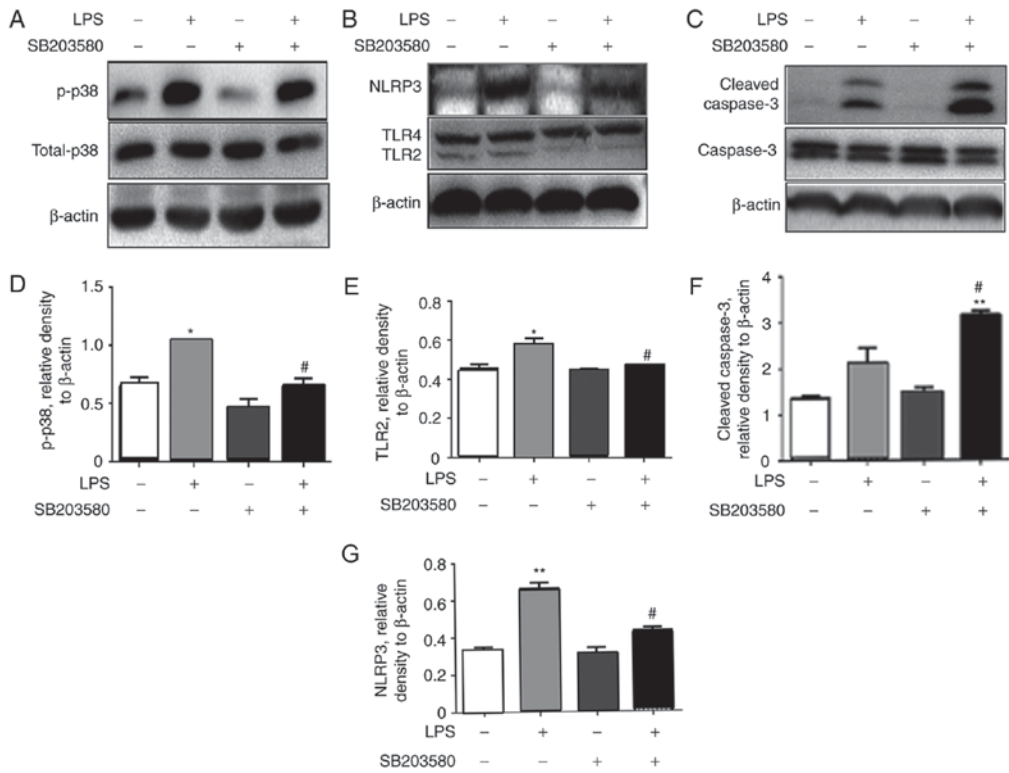 A
LPS – + – +
SB203580 – – + +
p-p38
Total-p38
β-actin
B
LPS – + – +
SB203580 – – + +
NLRP3
TLR4
TLR2
β-actin
C
LPS – + – +
SB203580 – – + +
Cleaved
caspase-3
Caspase-3
β-actin
D
p-p38, relative density
to β-actin
1.5
1.0
0.5
0
*
#
LPS – + – +
SB203580 – – + +
E
TLR2, relative density
to β-actin
0.8
0.6
0.4
0.2
0
*
#
LPS – + – +
SB203580 – – + +
F
Cleaved caspase-3,
relative density to β-actin
4
3
2
1
0
#
**
LPS – + – +
SB203580 – – + +
G
NLRP3, relative
density to β-actin
0.8
0.6
0.4
0.2
0
**
#
LPS – + – +
SB203580 – – + +